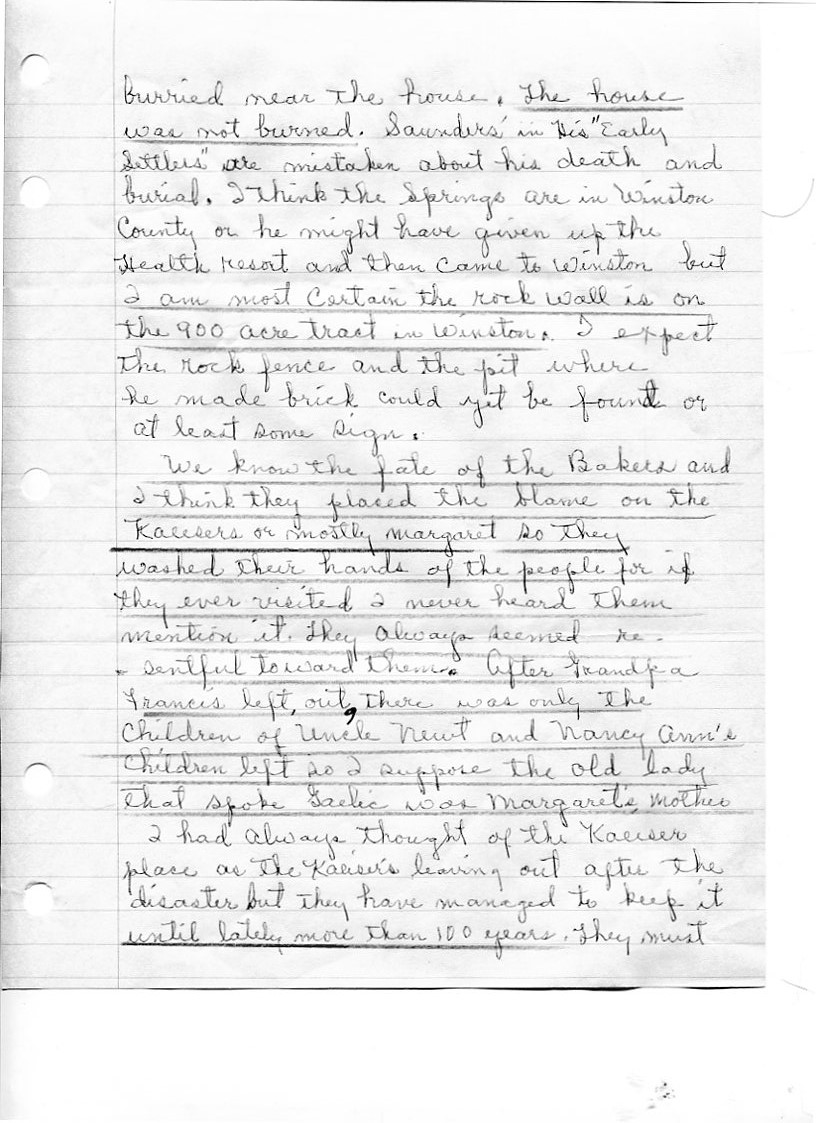 burried near the house. The house
was not burned. Saunders' in His "Early
Settlers" are mistaken about his death and
burial. I think the Springs are in Winston
County or he might have given up the
Health resort and then came to Winston but
I am most certain the rock wall is on
the 900 acre tract in Winston. I expect
the rock fence and the pit where
he made brick could yet be found or
at least some sign.
We know the fate of the Bakers and
I think they placed the blame on the
Kaeisers or mostly margaret so they
washed their hands of the people for if
they ever visited I never heard them
mention it. They always seemed re-
sentful toward them. After Grandpa
Francis left, out, there was only the
Children of Uncle Newt and Nancy Ann's
Children left so I suppose the old lady
that spoke Gaelic was Margaret's mother
I had always thought of the Kaeiser
place as the Kaeisers leaving out after the
disaster but they have managed to keep it
until lately more than 100 years. They must